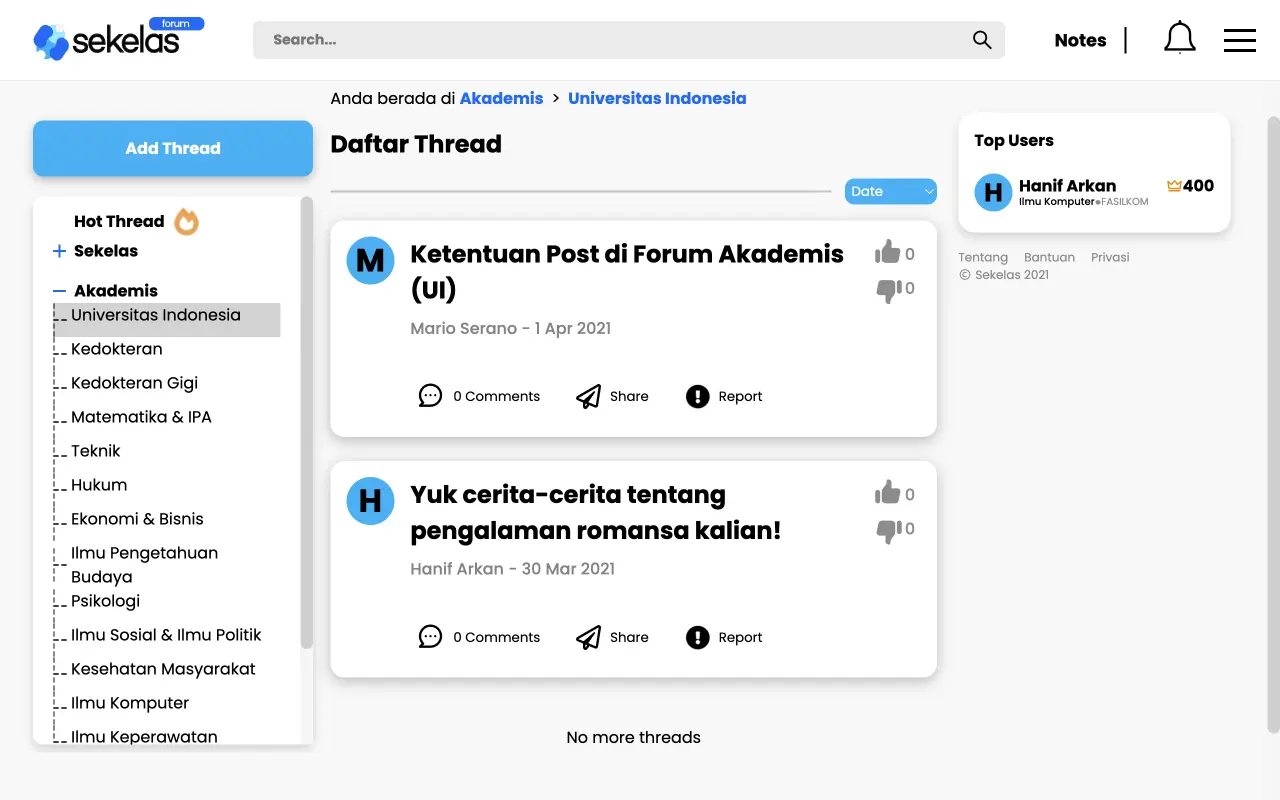 forum
sekelas
Search...
Notes
Anda berada di Akademis > Universitas Indonesia
Add Thread
Hot Thread
Sekelas
Akademis
Universitas Indonesia
Kedokteran
Kedokteran Gigi
Matematika & IPA
Teknik
Hukum
Ekonomi & Bisnis
Ilmu Pengetahuan
Budaya
Psikologi
Ilmu Sosial & Ilmu Politik
Kesehatan Masyarakat
Ilmu Komputer
Ilmu Keperawatan
Daftar Thread
Date
M
Ketentuan Post di Forum Akademis
(UI)
0
0
Mario Serano - 1 Apr 2021
0 Comments
Share
Report
H
Yuk cerita-cerita tentang
pengalaman romansa kalian!
0
0
Hanif Arkan - 30 Mar 2021
0 Comments
Share
Report
No more threads
Top Users
H
Hanif Arkan
400
Ilmu Komputer●FASILKOM
Tentang Bantuan Privasi
© Sekelas 2021